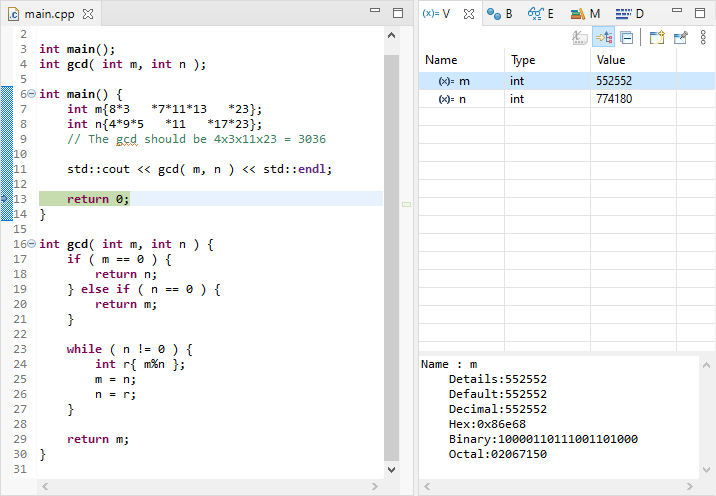 main.cpp
2
3 int main();
4 int gcd( int m, int n );
5
6 int main() {
7     int m{8*3   *7*11*13   *23};
8     int n{4*9*5   *11   *17*23};
9     // The gcd should be 4x3x11x23 = 3036
10
11     std::cout << gcd( m, n ) << std::endl;
12
13     return 0;
14 }
15
16 int gcd( int m, int n ) {
17     if ( m == 0 ) {
18         return n;
19     } else if ( n == 0 ) {
20         return m;
21     }
22
23     while ( n != 0 ) {
24         int r{ m%n };
25         m = n;
26         n = r;
27     }
28
29     return m;
30 }
31
(x)= V B E M D
Name Type Value
(x)= m int 552552
(x)= n int 774180
Name : m
Details:552552
Default:552552
Decimal:552552
Hex:0x86e68
Binary:10000110111001101000
Octal:02067150